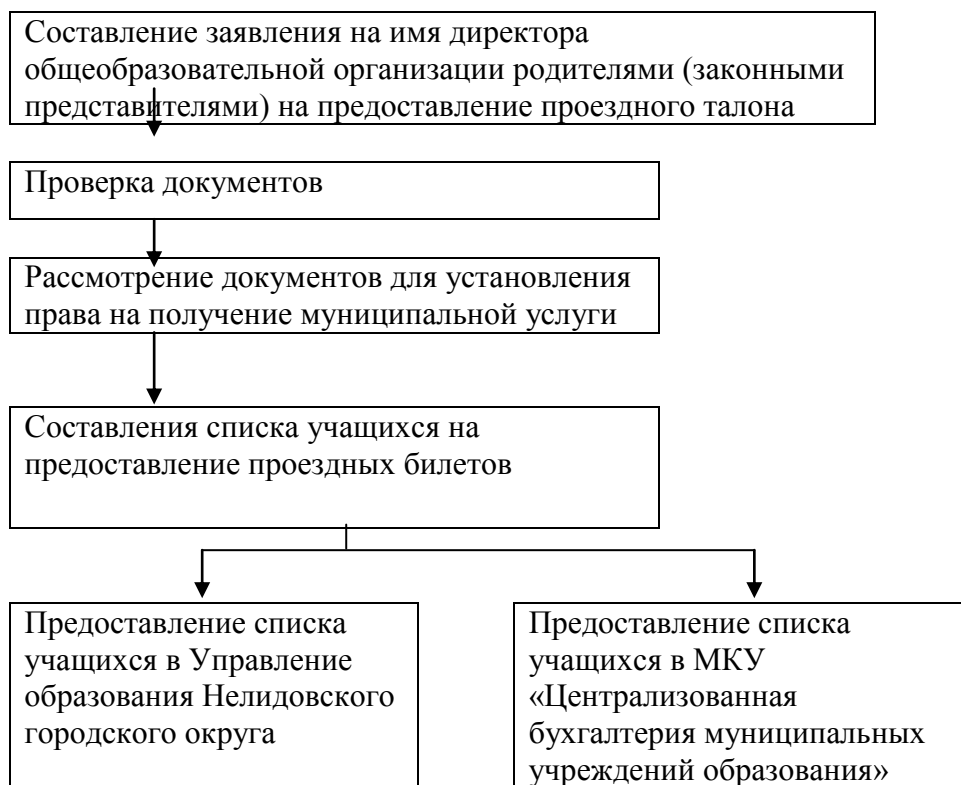 Составление заявления на имя директора
общеобразовательной организации родителями (законными
представителями) на предоставление проездного талона
Проверка документов
Рассмотрение документов для установления
права на получение муниципальной услуги
Составления списка учащихся на
предоставление проездных билетов
Предоставление списка
учащихся в Управление
образования Нелидовского
городского округа
Предоставление списка
учащихся в МКУ
«Централизованная
бухгалтерия муниципальных
учреждений образования»